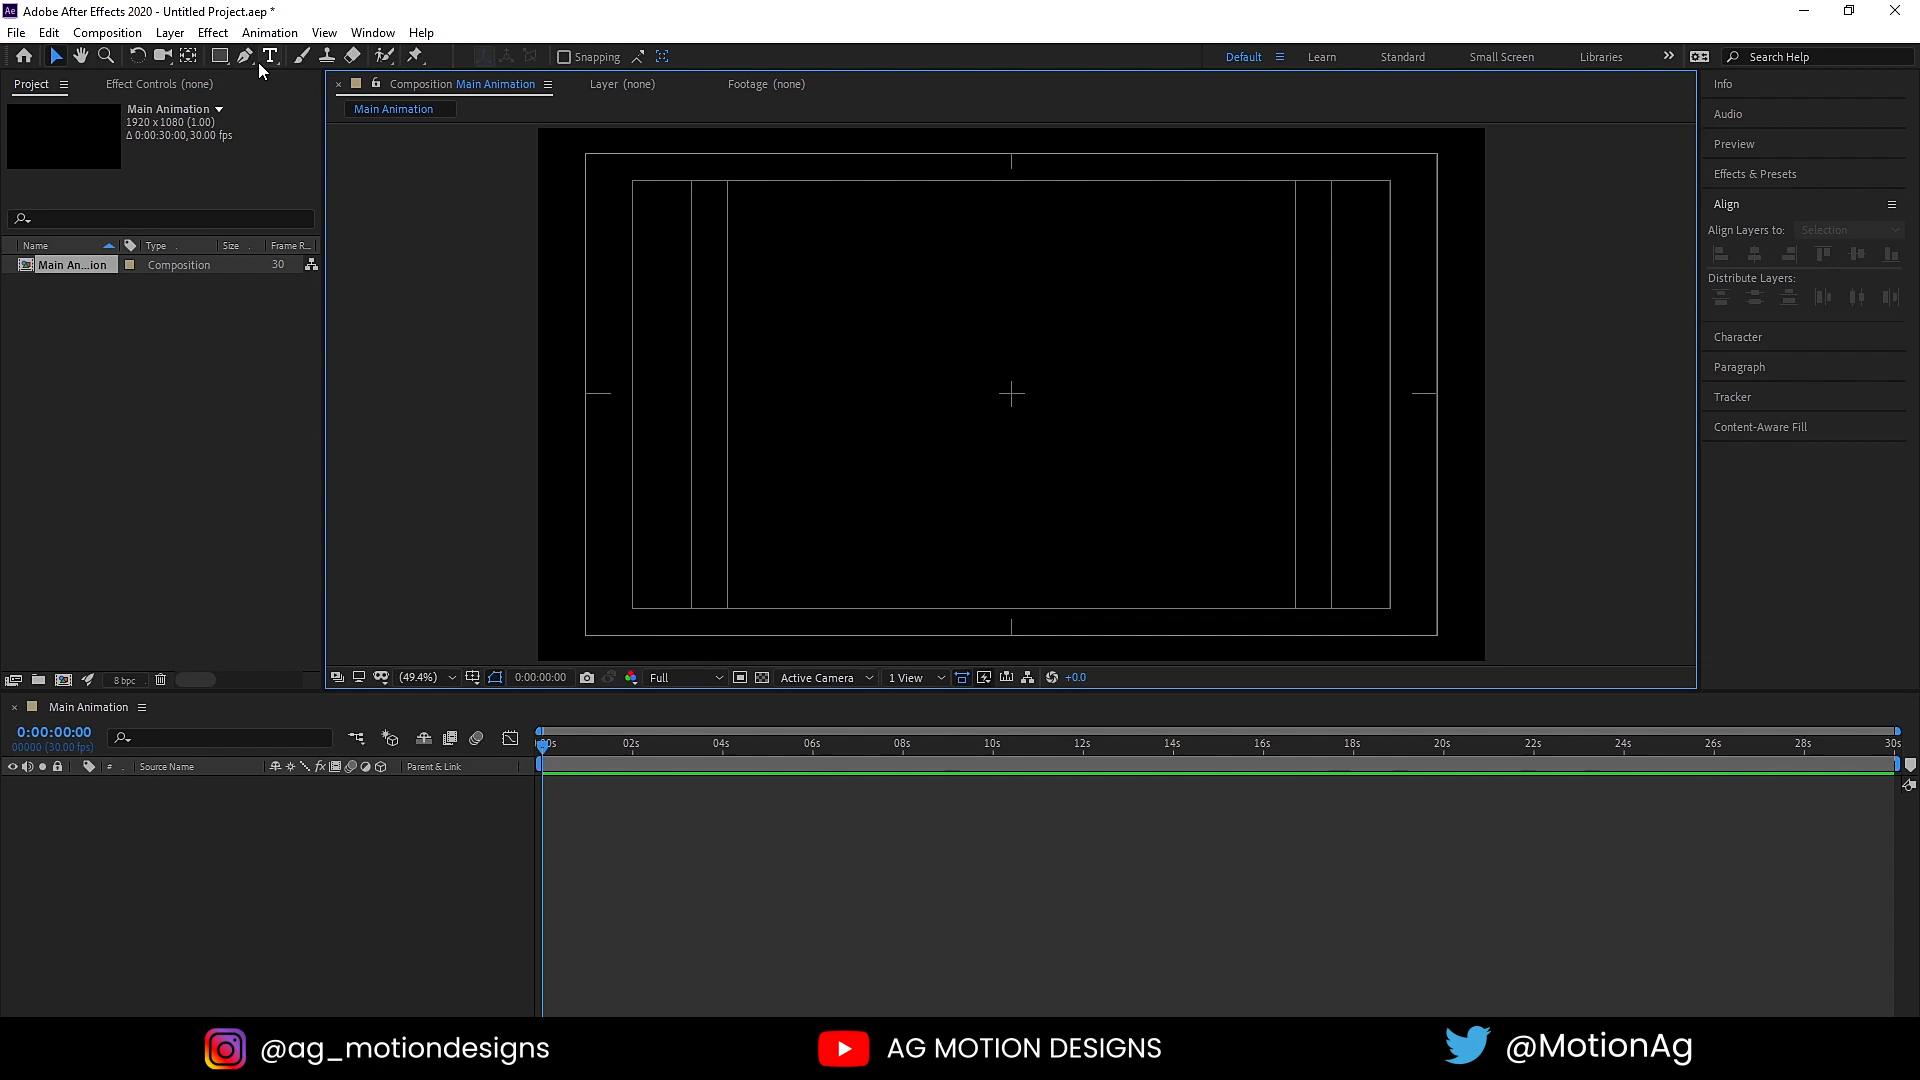 Ae Adobe After Effects 2020 - Untitled Project.aep *
File Edit Composition Layer Effect Animation View Window Help
T Snapping Default Learn Standard Small Screen Libraries Search Help
Project Effect Controls (none)
Main Animation
1920 x 1080 (1.00)
Δ 0:00:30:00, 30.00 fps
Name Type Size Frame R...
Main An...ion Composition 30
8 bpc
Composition Main Animation Layer (none) Footage (none)
Main Animation
(49.4%) 0:00:00:00 Full Active Camera 1 View +0.0
Info
Audio
Preview
Effects & Presets
Align
Align Layers to: Selection
Distribute Layers:
Character
Paragraph
Tracker
Content-Aware Fill
Main Animation
0:00:00:00
00000 (30.00 fps)
# Source Name fx Parent & Link
02s 04s 06s 08s 10s 12s 14s 16s 18s 20s 22s 24s 26s 28s 30s
@ag_motiondesigns AG MOTION DESIGNS @MotionAg